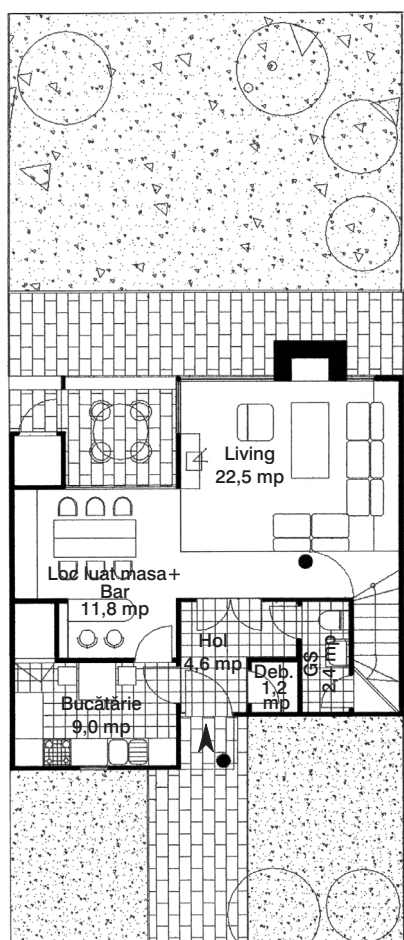 Living
22,5 mp
Loc luat masa+
Bar
11,8 mp
Hol
4,6 mp
Deb.
1,2
mp
GS
2,4 mp
Bucătărie
9,0 mp